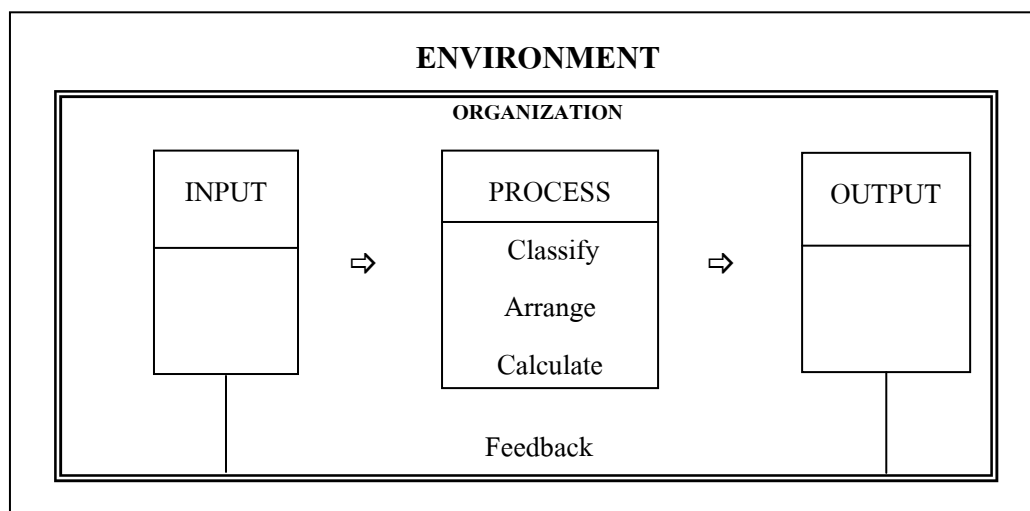 ENVIRONMENT
ORGANIZATION
INPUT
PROCESS
Classify
Arrange
Calculate
OUTPUT
Feedback